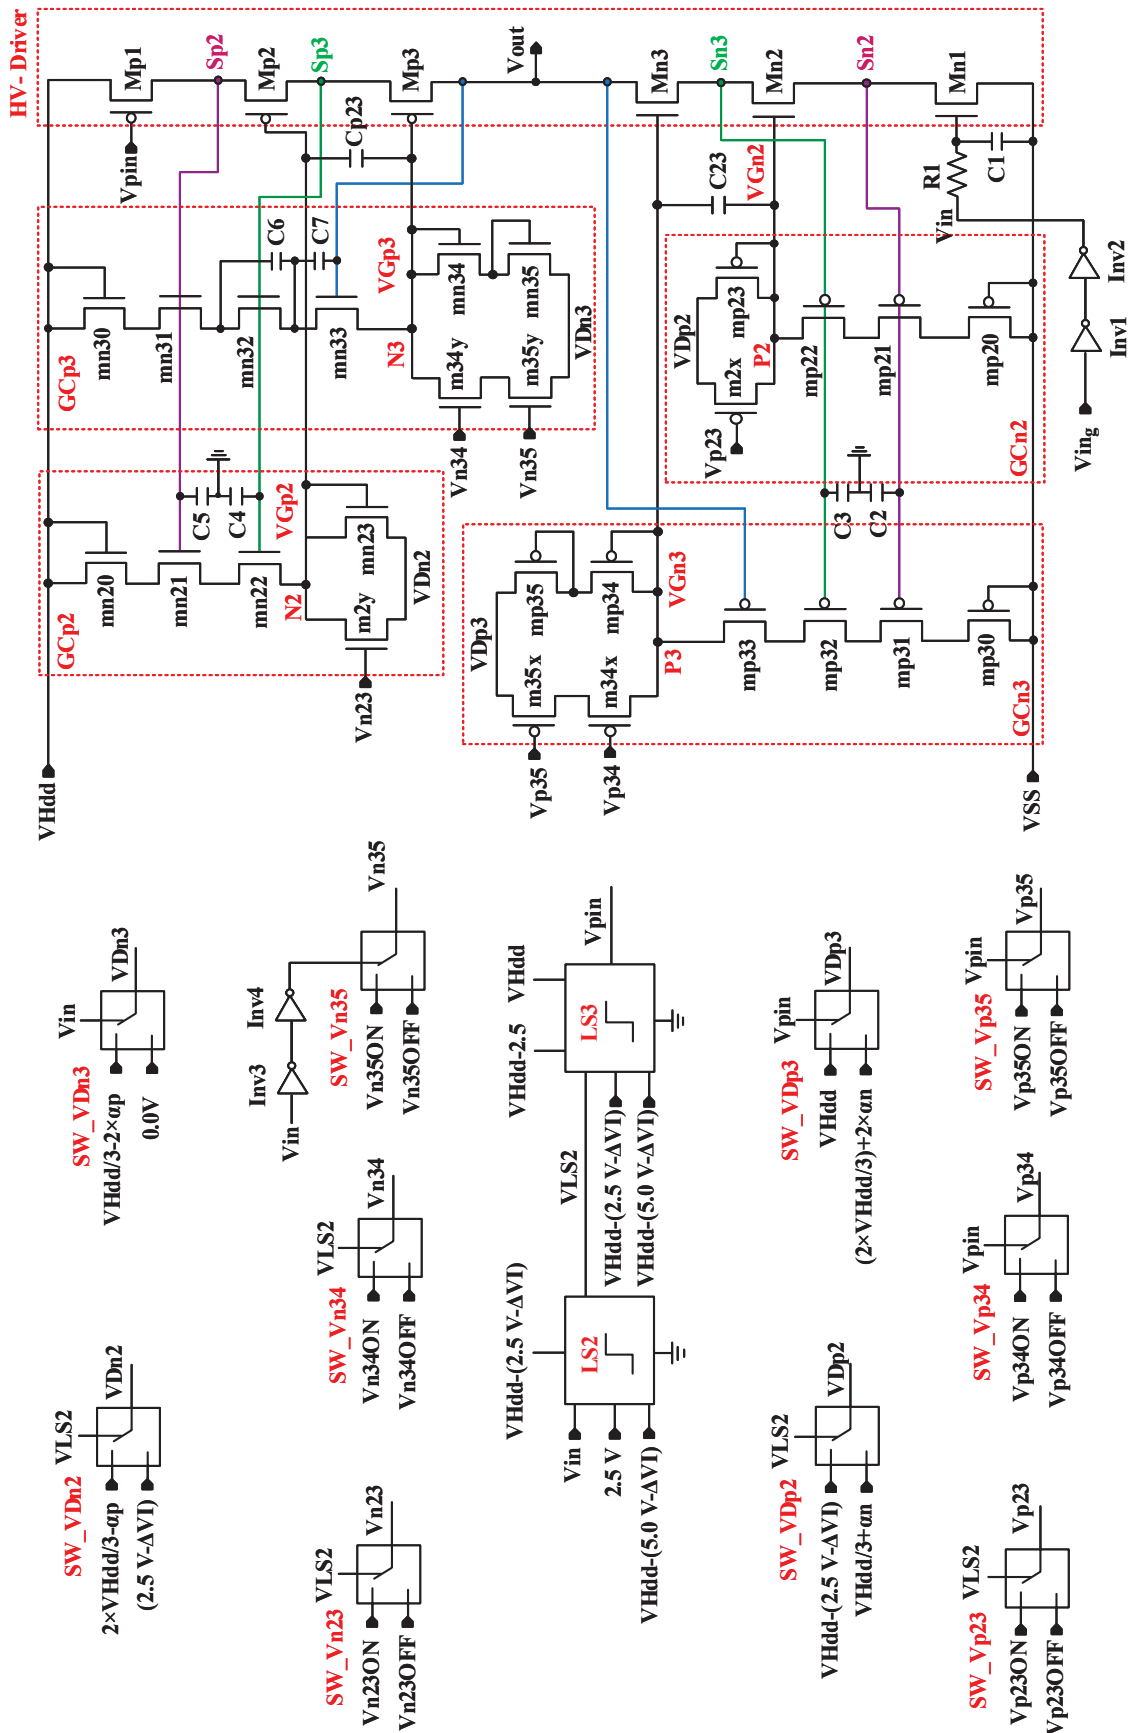 HV- Driver
Mp1
Sp2
Mp2
Sp3
Mp3
Vout
Mn3
Sn3
Mn2
Sn2
Mn1
Vpin
Cp23
C23
VGn2
R1
C1
Vin
Inv2
Inv1
Vin_g
GCp3
mn30
mn31
mn32
mn33
C6
C7
N3
VGp3
mn34
mn35
m34y
m35y
VDn3
Vn34
Vn35
VDp2
m2x
mp23
P2
mp22
mp21
mp20
Vp23
GCn2
GCp2
mn20
mn21
mn22
C5
C4
VGp2
N2
mn23
m2y
VDn2
Vn23
C3
C2
VDp3
mp35
mp34
m35x
m34x
VGn3
P3
mp33
mp32
mp31
mp30
GCn3
Vp35
Vp34
VHdd
VSS
SW_VDn3
Vin
VDn3
VHdd/3-2×αp
0.0V
Inv3
Inv4
Vin
SW_Vn35
Vn35
Vn35ON
Vn35OFF
VHdd-2.5
VHdd
LS3
Vpin
VLS2
VHdd-(2.5 V-ΔVI)
VHdd-(5.0 V-ΔVI)
SW_VDp3
Vpin
VDp3
VHdd
(2×VHdd/3)+2×αn
SW_Vp35
Vpin
Vp35
Vp35ON
Vp35OFF
SW_Vn34
VLS2
Vn34
Vn34ON
Vn34OFF
SW_Vp34
Vpin
Vp34
Vp34ON
Vp34OFF
SW_VDn2
VLS2
VDn2
2×VHdd/3-αp
(2.5 V-ΔVI)
SW_Vn23
VLS2
Vn23
Vn23ON
Vn23OFF
VHdd-(2.5 V-ΔVI)
LS2
Vin
2.5 V
VHdd-(5.0 V-ΔVI)
SW_VDp2
VLS2
VDp2
VHdd-(2.5 V-ΔVI)
VHdd/3+αn
SW_Vp23
VLS2
Vp23
Vp23ON
Vp23OFF